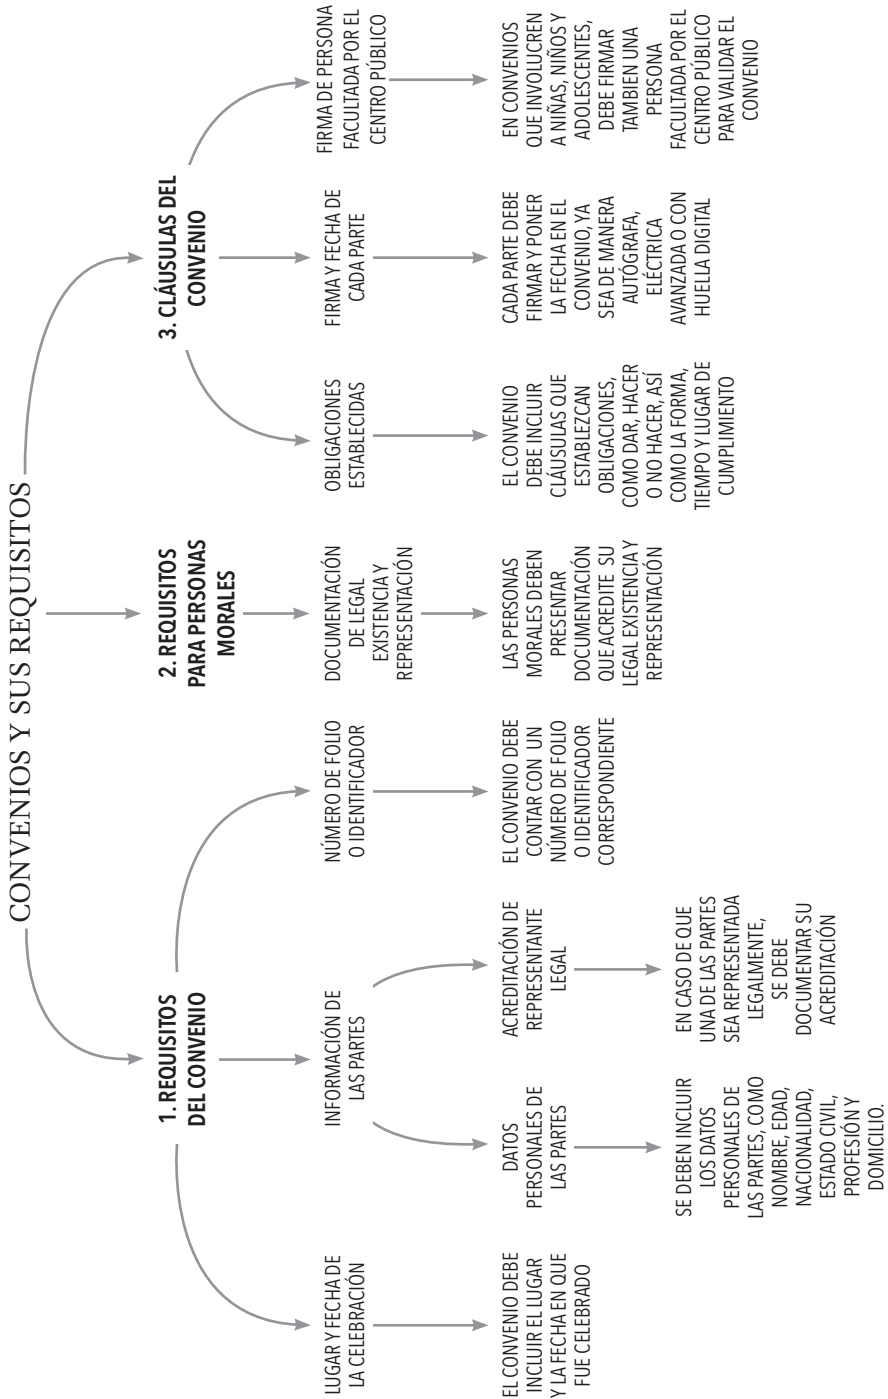 CONVENIOS Y SUS REQUISITOS
1. REQUISITOS
DEL CONVENIO
LUGAR Y FECHA DE
LA CELEBRACIÓN
EL CONVENIO DEBE
INCLUIR EL LUGAR
Y LA FECHA EN QUE
FUE CELEBRADO
INFORMACIÓN DE
LAS PARTES
DATOS
PERSONALES DE
LAS PARTES
SE DEBEN INCLUIR
LOS DATOS
PERSONALES DE
LAS PARTES, COMO
NOMBRE, EDAD,
NACIONALIDAD,
ESTADO CIVIL,
PROFESIÓN Y
DOMICILIO.
ACREDITACIÓN DE
REPRESENTANTE
LEGAL
EN CASO DE QUE
UNA DE LAS PARTES
SEA REPRESENTADA
LEGALMENTE,
SE DEBE
DOCUMENTAR SU
ACREDITACIÓN
NÚMERO DE FOLIO
O IDENTIFICADOR
EL CONVENIO DEBE
CONTAR CON UN
NÚMERO DE FOLIO
O IDENTIFICADOR
CORRESPONDIENTE
2. REQUISITOS
PARA PERSONAS
MORALES
DOCUMENTACIÓN
DE LEGAL
EXISTENCIA Y
REPRESENTACIÓN
LAS PERSONAS
MORALES DEBEN
PRESENTAR
DOCUMENTACIÓN
QUE ACREDITE SU
LEGAL EXISTENCIA Y
REPRESENTACIÓN
3. CLÁUSULAS DEL
CONVENIO
OBLIGACIONES
ESTABLECIDAS
EL CONVENIO
DEBE INCLUIR
CLÁUSULAS QUE
ESTABLEZCAN
OBLIGACIONES,
COMO DAR, HACER
O NO HACER, ASÍ
COMO LA FORMA,
TIEMPO Y LUGAR DE
CUMPLIMIENTO
FIRMA Y FECHA DE
CADA PARTE
CADA PARTE DEBE
FIRMAR Y PONER
LA FECHA EN EL
CONVENIO, YA
SEA DE MANERA
AUTÓGRAFA,
ELÉCTRICA
AVANZADA O CON
HUELLA DIGITAL
FIRMA DE PERSONA
FACULTADA POR EL
CENTRO PÚBLICO
EN CONVENIOS
QUE INVOLUCREN
A NIÑAS, NIÑOS Y
ADOLESCENTES,
DEBE FIRMAR
TAMBIEN UNA
PERSONA
FACULTADA POR EL
CENTRO PÚBLICO
PARA VALIDAR EL
CONVENIO